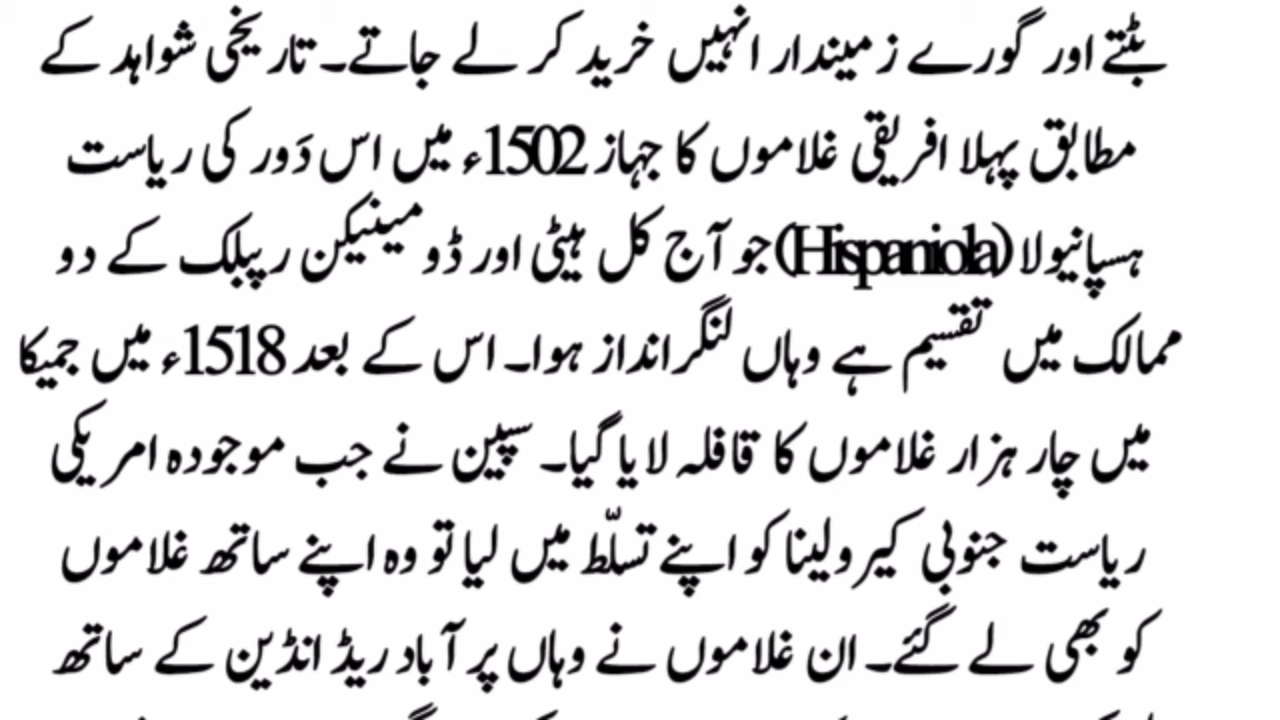 بٹتے اور گورے زمیندار انہیں خرید کر لے جاتے۔ تاریخی شواہد کے
مطابق پہلا افریقی غلاموں کا جہاز 1502ء میں اس دَور کی ریاست
ہسپانیولا (Hispaniola) جو آج کل ہیٹی اور ڈومینیکن ریپبلک کے دو
ممالک میں تقسیم ہے وہاں لنگرانداز ہوا۔ اس کے بعد 1518ء میں جمیکا
میں چار ہزار غلاموں کا قافلہ لایا گیا۔ سپین نے جب موجودہ امریکی
ریاست جنوبی کیرولینا کو اپنے تسلّط میں لیا تو وہ اپنے ساتھ غلاموں
کو بھی لے گئے۔ ان غلاموں نے وہاں پر آباد ریڈ انڈین کے ساتھ